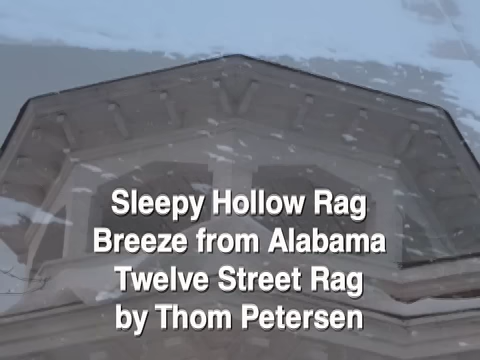 Sleepy Hollow Rag
Breeze from Alabama
Twelve Street Rag
by Thom Petersen